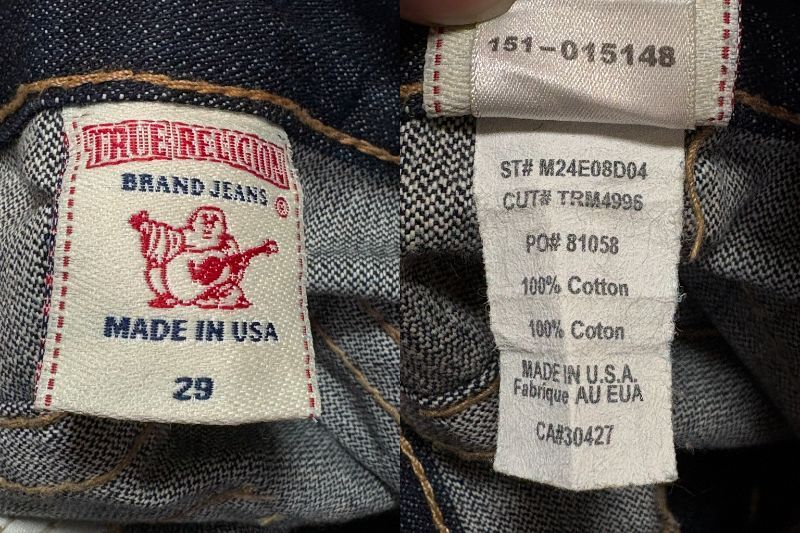 TRUE RELIGION
BRAND JEANS ®
MADE IN USA
29
151-015148
ST# M24E08D04
CUT# TRM4996
PO# 81058
100% Cotton
100% Coton
MADE IN U.S.A.
Fabrique AU EUA
CA#30427